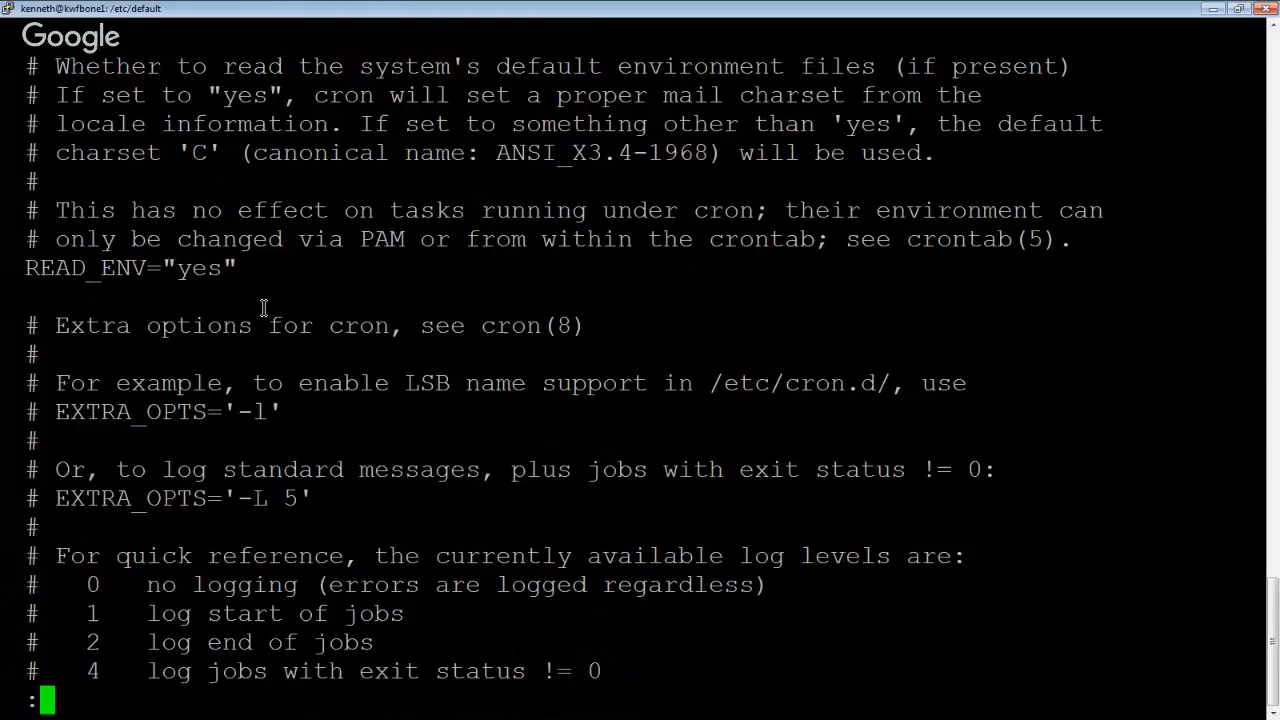 kenneth@kwfbone1: /etc/default
Google
# Whether to read the system's default environment files (if present)
# If set to "yes", cron will set a proper mail charset from the
# locale information. If set to something other than 'yes', the default
# charset 'C' (canonical name: ANSI_X3.4-1968) will be used.
#
# This has no effect on tasks running under cron; their environment can
# only be changed via PAM or from within the crontab; see crontab(5).
READ_ENV="yes"
# Extra options for cron, see cron(8)
#
# For example, to enable LSB name support in /etc/cron.d/, use
# EXTRA_OPTS='-l'
#
# Or, to log standard messages, plus jobs with exit status != 0:
# EXTRA_OPTS='-L 5'
#
# For quick reference, the currently available log levels are:
#   0   no logging (errors are logged regardless)
#   1   log start of jobs
#   2   log end of jobs
#   4   log jobs with exit status != 0
: